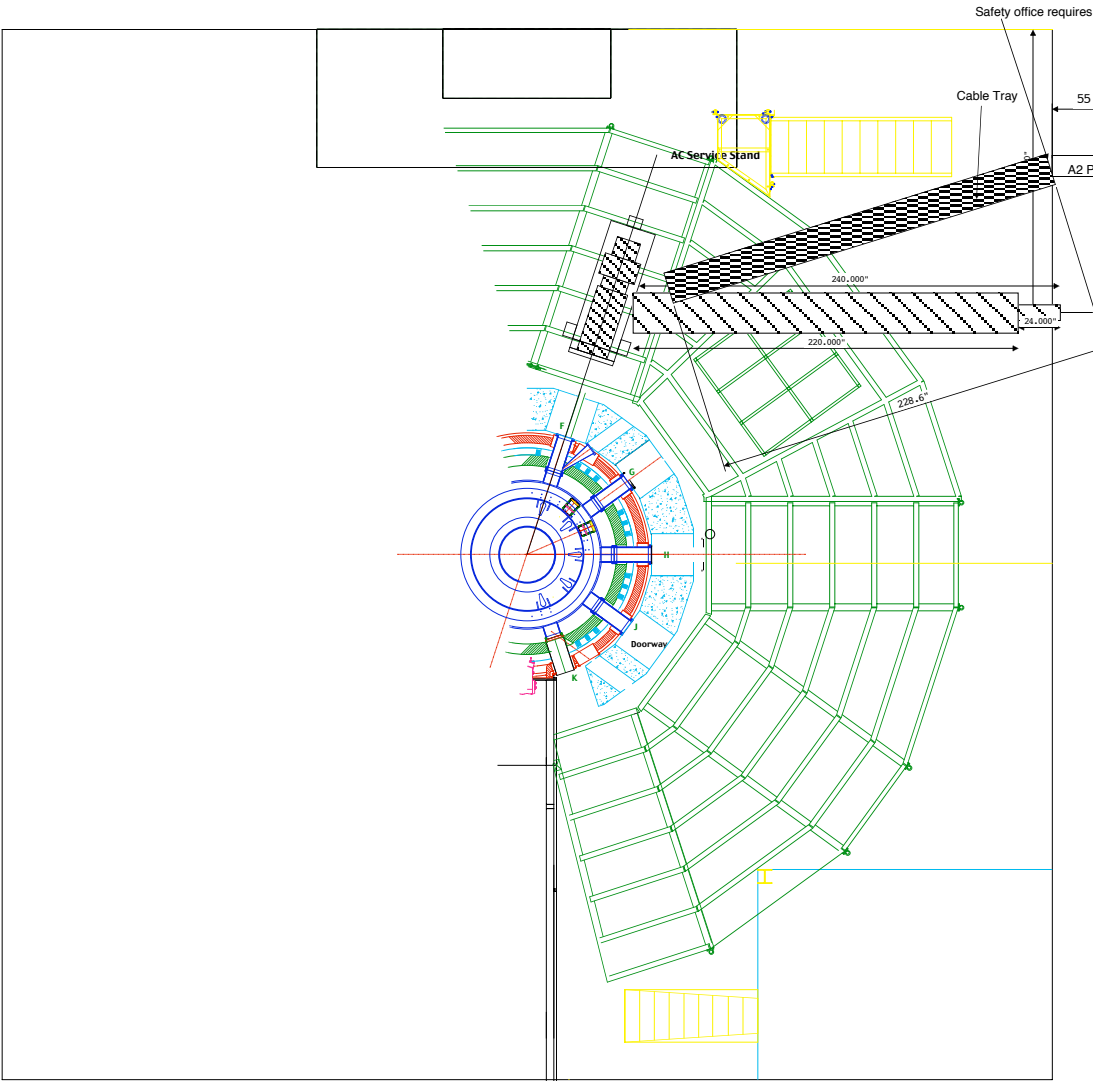 Safety office requires
Cable Tray
55
AC Service Stand
A2 P
240.000"
24.000"
220.000"
228.6"
F
G
H
J
Doorway
K